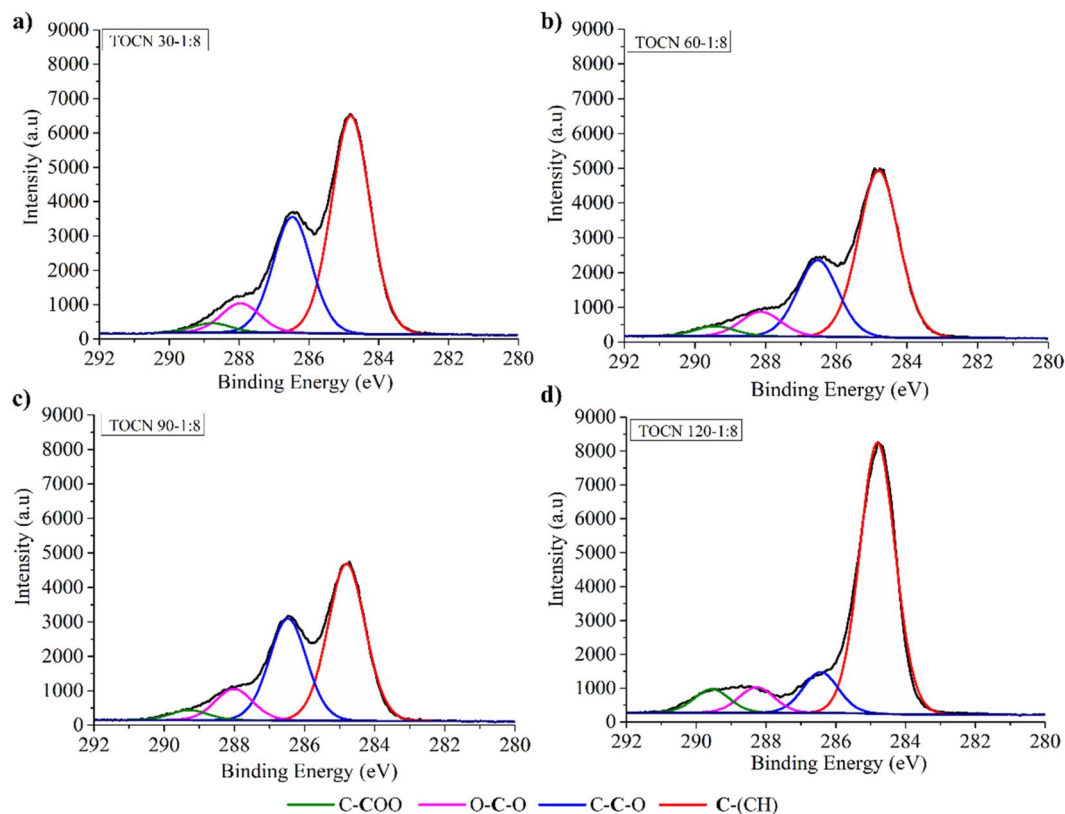 a)
TOCN 30-1:8
9000
8000
7000
6000
5000
4000
3000
2000
1000
0
Intensity (a.u)
292 290 288 286 284 282 280
Binding Energy (eV)
b)
TOCN 60-1:8
9000
8000
7000
6000
5000
4000
3000
2000
1000
0
Intensity (a.u)
292 290 288 286 284 282 280
Binding Energy (eV)
c)
TOCN 90-1:8
9000
8000
7000
6000
5000
4000
3000
2000
1000
0
Intensity (a.u)
292 290 288 286 284 282 280
Binding Energy (eV)
d)
TOCN 120-1:8
9000
8000
7000
6000
5000
4000
3000
2000
1000
0
Intensity (a.u)
292 290 288 286 284 282 280
Binding Energy (eV)
C-COO O-C-O C-C-O C-(CH)